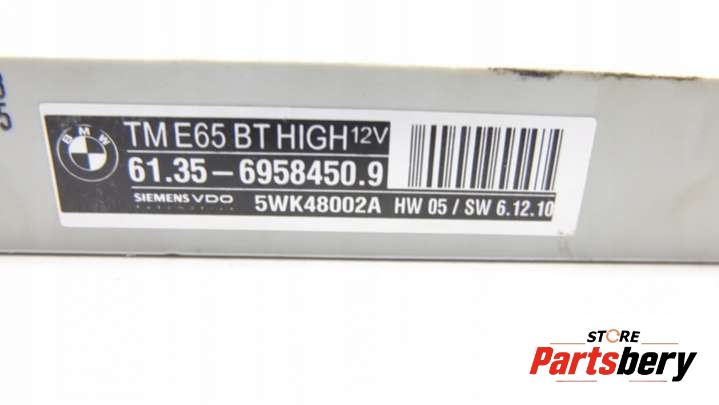 BMW
TM E65 BT HIGH 12V
61.35 – 6958450.9
SIEMENS VDO
5WK48002A HW 05 / SW 6.12.10
STORE
Partsbery